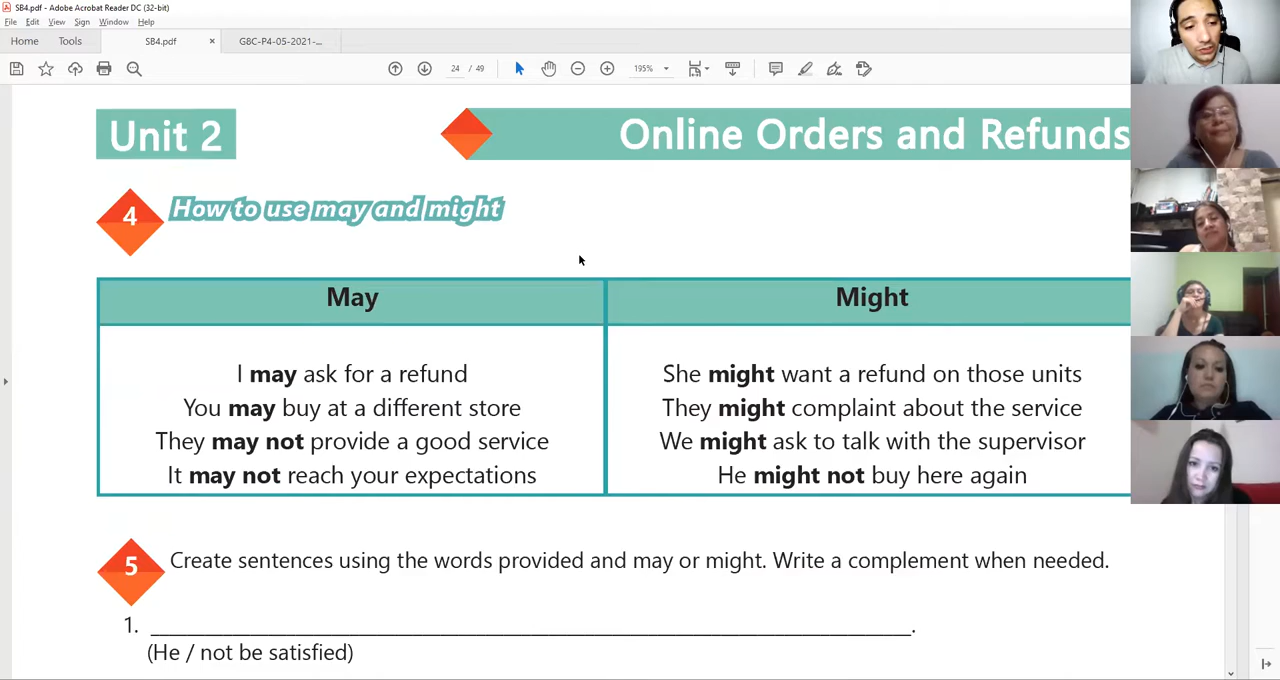 SB4.pdf - Adobe Acrobat Reader DC (32-bit)
File Edit View Sign Window Help
Home Tools SB4.pdf × GBC-P4-05-2021-...
24 / 49 195%
Unit 2
Online Orders and Refunds
4 How to use may and might
May Might
I may ask for a refund She might want a refund on those units
You may buy at a different store They might complaint about the service
They may not provide a good service We might ask to talk with the supervisor
It may not reach your expectations He might not buy here again
5 Create sentences using the words provided and may or might. Write a complement when needed.
1. ______________________________________________________________.
(He / not be satisfied)